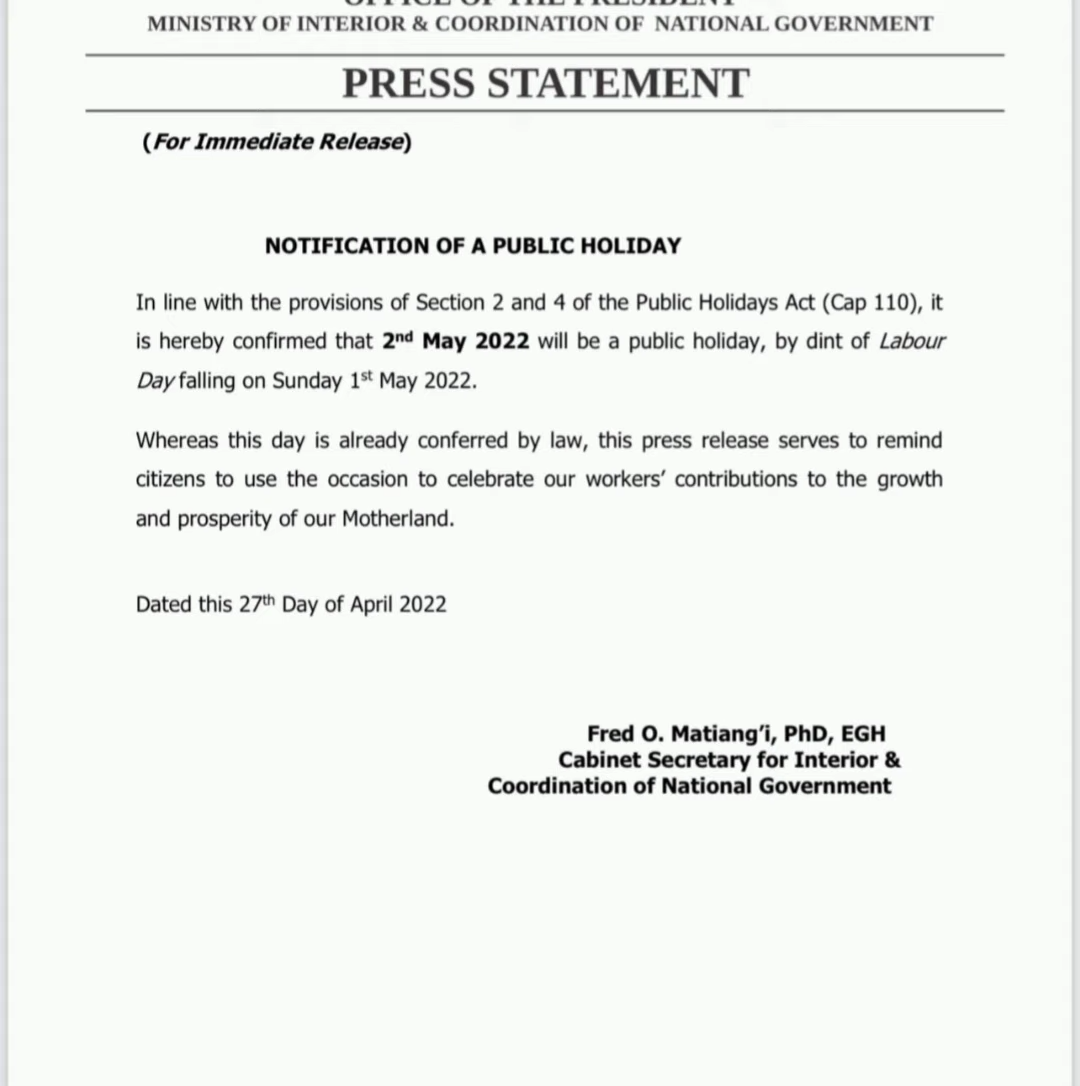 OFFICE OF THE PRESIDENT
MINISTRY OF INTERIOR & COORDINATION OF NATIONAL GOVERNMENT
PRESS STATEMENT
(For Immediate Release)
NOTIFICATION OF A PUBLIC HOLIDAY
In line with the provisions of Section 2 and 4 of the Public Holidays Act (Cap 110), it
is hereby confirmed that 2nd May 2022 will be a public holiday, by dint of Labour
Day falling on Sunday 1st May 2022.
Whereas this day is already conferred by law, this press release serves to remind
citizens to use the occasion to celebrate our workers’ contributions to the growth
and prosperity of our Motherland.
Dated this 27th Day of April 2022
Fred O. Matiang’i, PhD, EGH
Cabinet Secretary for Interior &
Coordination of National Government